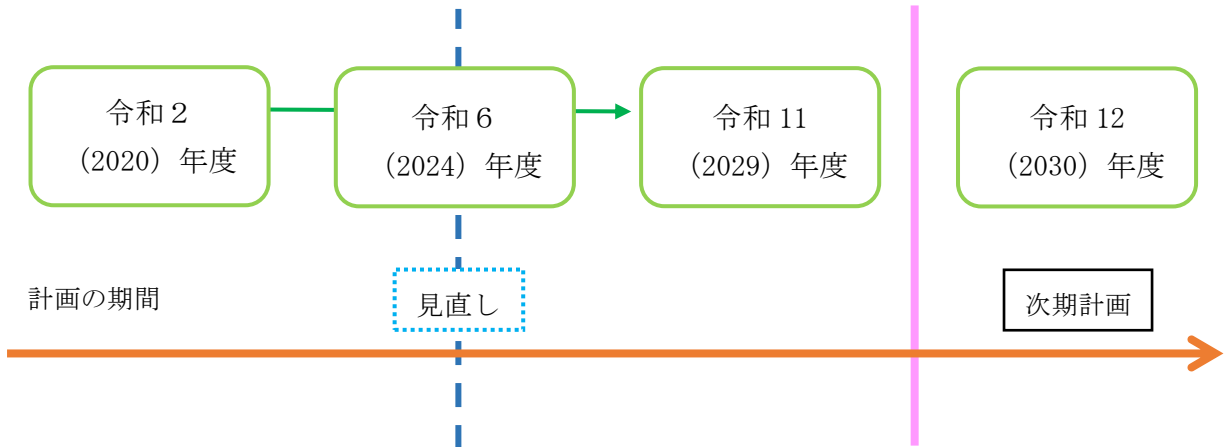 令和２
（2020）年度
令和６
（2024）年度
令和 11
（2029）年度
令和 12
（2030）年度
計画の期間
見直し
次期計画